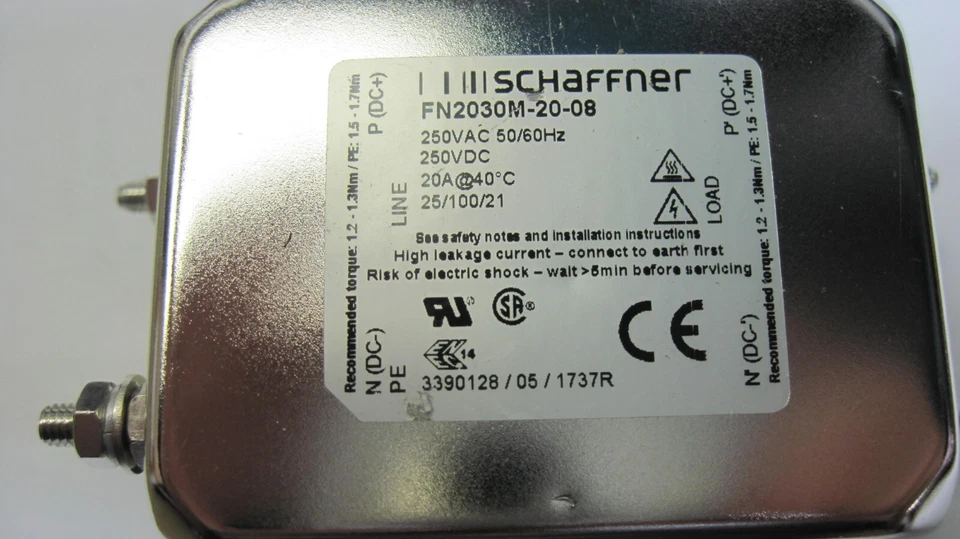 SCHAFFNER
FN2030M-20-08
250VAC 50/60Hz
250VDC
20A@40°C
25/100/21
See safety notes and installation instructions
High leakage current – connect to earth first
Risk of electric shock – wait >5min before servicing
14
3390128 / 05 / 1737R
Recommended torque: 1.2 - 1.3Nm / PE: 1.5 - 1.7Nm
P (DC+)
LINE
N (DC-)
PE
P' (DC+')
LOAD
N' (DC-')
Recommended torque: 1.2 - 1.3Nm / PE: 1.5 - 1.7Nm
RU
SA®
CE